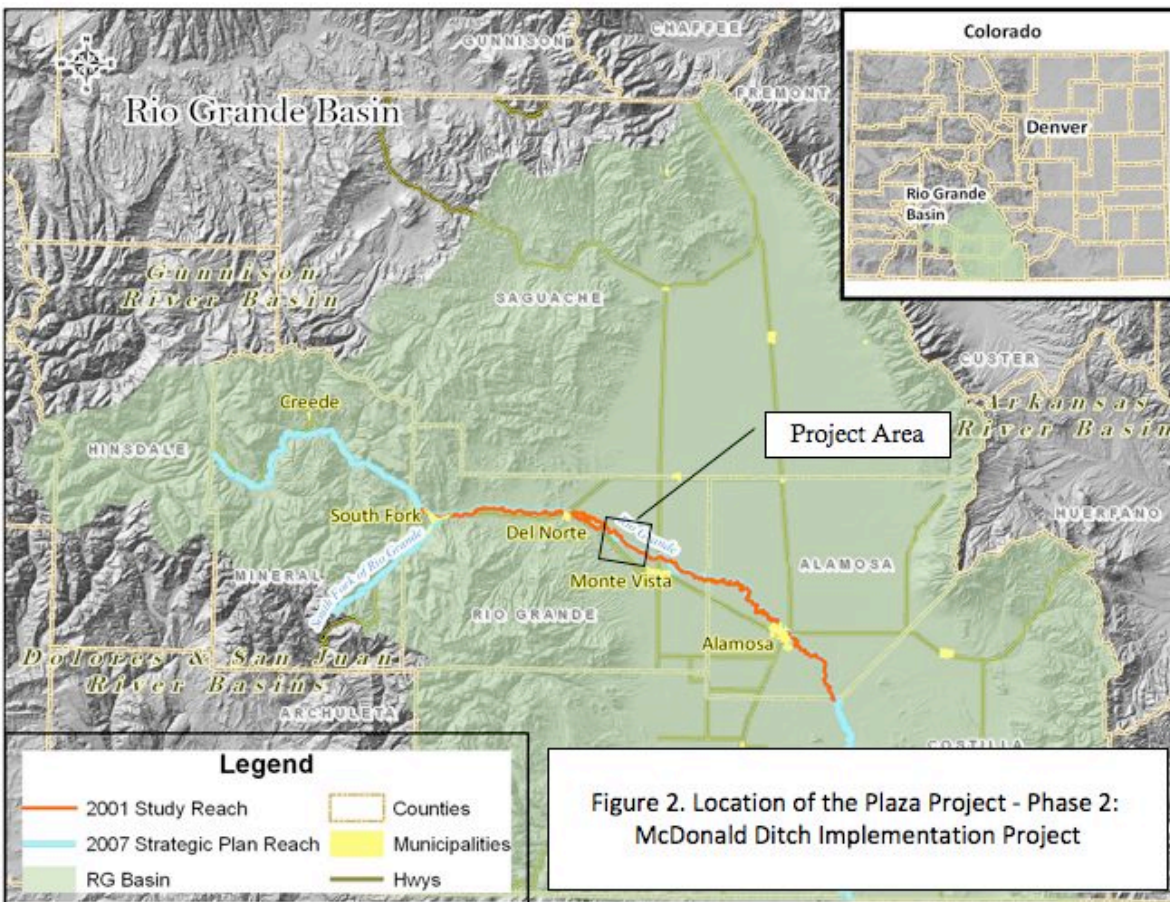 N
Rio Grande Basin
GUNNISON
CHAFFEE
FREMONT
Colorado
Denver
Rio Grande
Basin
Gunnison
River Basin
SAGUACHE
CUSTER
Arkansas
River Basin
Creede
HINSDALE
Project Area
HUERFANO
South Fork
Del Norte
Rio Grande
South Fork of Rio Grande
MINERAL
Monte Vista
ALAMOSA
RIO GRANDE
Alamosa
Dolores & San Juan
River Basins
ARCHULETA
COSTILLA
Legend
2001 Study Reach
2007 Strategic Plan Reach
RG Basin
Counties
Municipalities
Hwys
Figure 2. Location of the Plaza Project - Phase 2:
McDonald Ditch Implementation Project